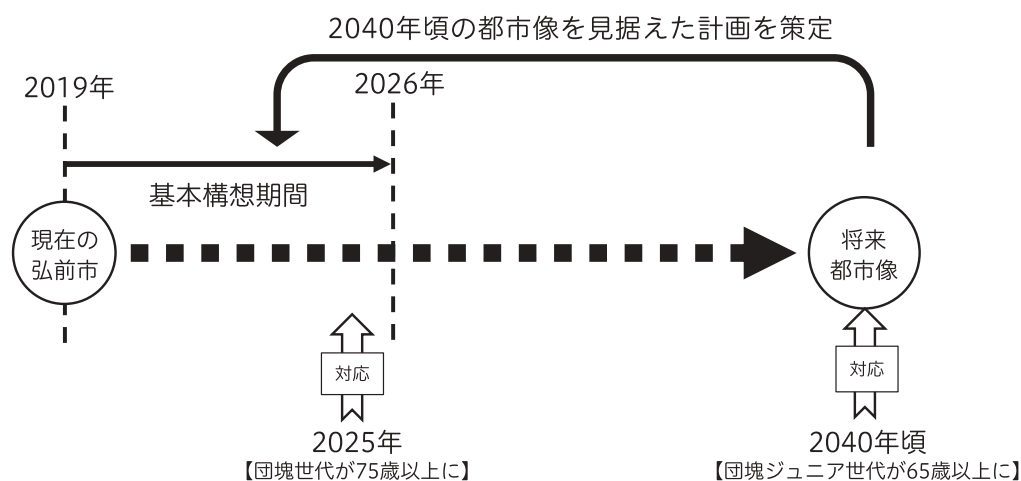 2040年頃の都市像を見据えた計画を策定
2019年
2026年
基本構想期間
現在の
弘前市
将来
都市像
対応
対応
2025年
【団塊世代が75歳以上に】
2040年頃
【団塊ジュニア世代が65歳以上に】